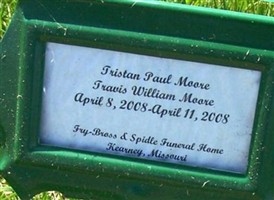 Tristan Paul Moore
Travis William Moore
April 8, 2008-April 11, 2008
Fry-Bross & Spidle Funeral Home
Kearney, Missouri